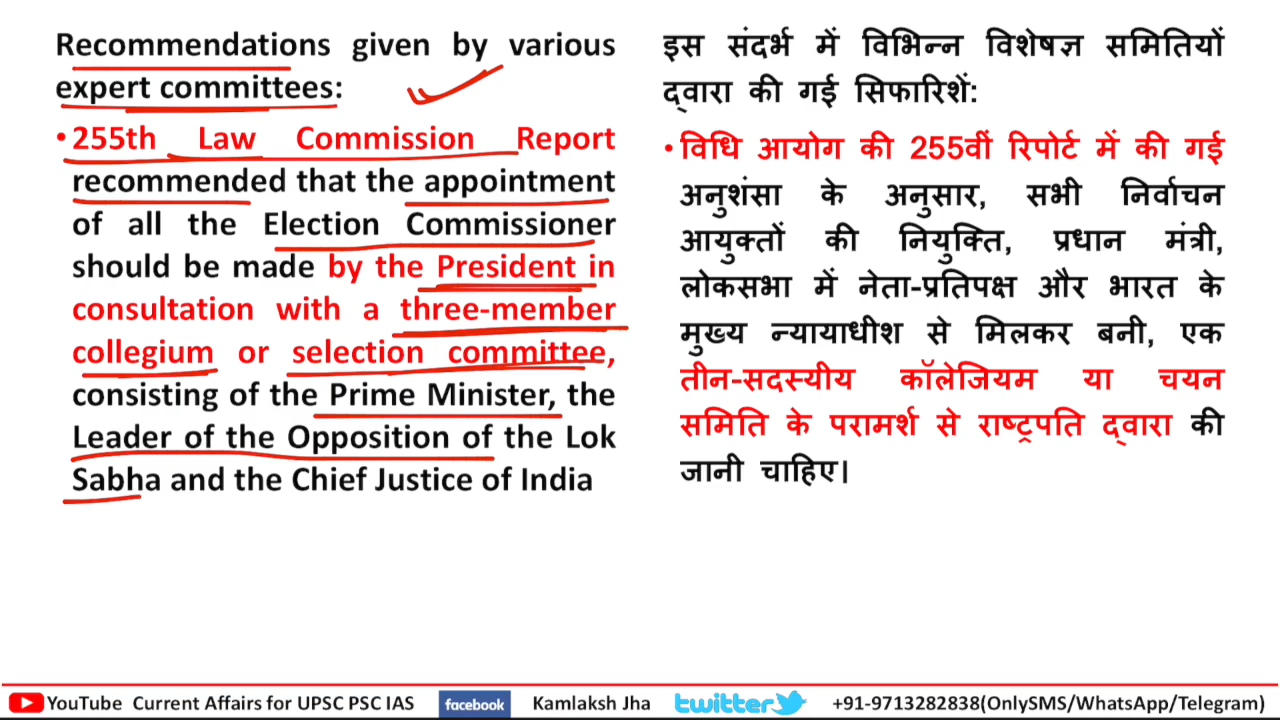 Recommendations given by various
expert committees:
• 255th Law Commission Report
recommended that the appointment
of all the Election Commissioner
should be made by the President in
consultation with a three-member
collegium or selection committee,
consisting of the Prime Minister, the
Leader of the Opposition of the Lok
Sabha and the Chief Justice of India
इस संदर्भ में विभिन्न विशेषज्ञ समितियों
द्वारा की गई सिफारिशें:
• विधि आयोग की 255वीं रिपोर्ट में की गई
अनुशंसा के अनुसार, सभी निर्वाचन
आयुक्तों की नियुक्ति, प्रधान मंत्री,
लोकसभा में नेता-प्रतिपक्ष और भारत के
मुख्य न्यायाधीश से मिलकर बनी, एक
तीन-सदस्यीय कॉलेजियम या चयन
समिति के परामर्श से राष्ट्रपति द्वारा की
जानी चाहिए।
YouTube Current Affairs for UPSC PSC IAS facebook Kamlaksh Jha twitter +91-9713282838(OnlySMS/WhatsApp/Telegram)